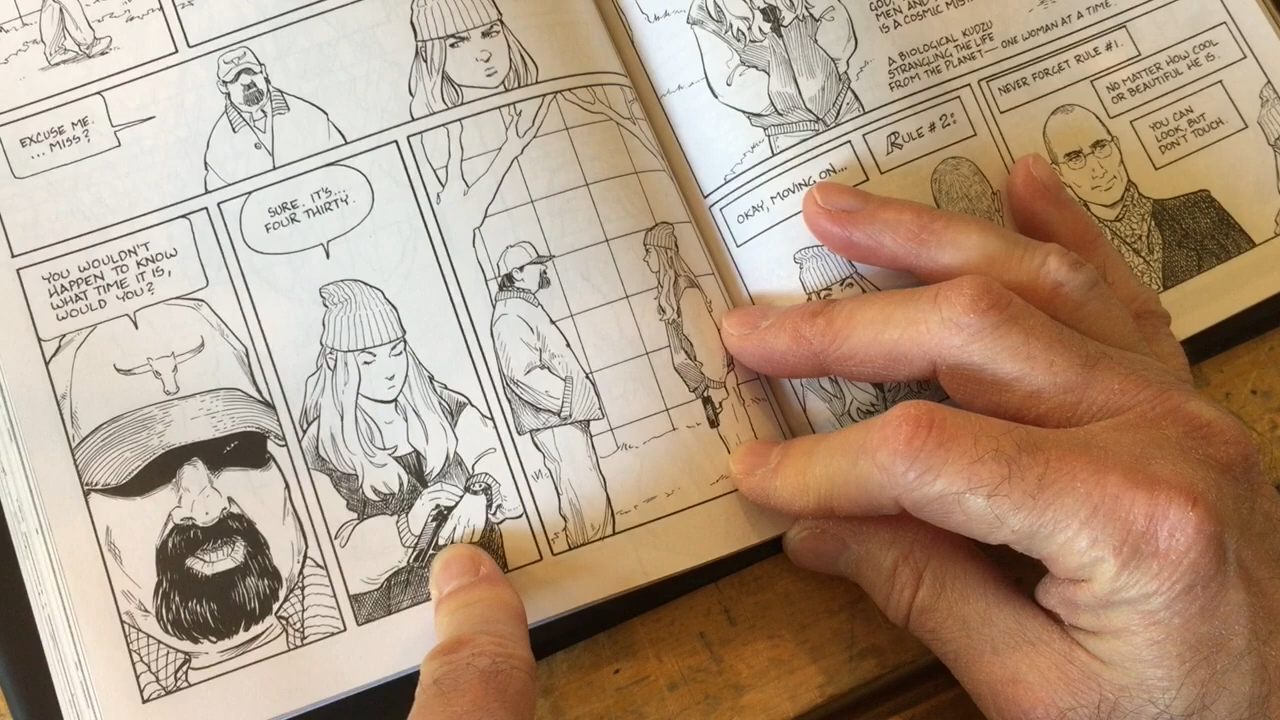 EXCUSE ME.
... MISS?
YOU WOULDN'T
HAPPEN TO KNOW
WHAT TIME IT IS,
WOULD YOU?
SURE. IT'S...
FOUR THIRTY.
MEN AND
IS A COSMIC
A BIOLOGICAL KUDZU
STRANGLING THE LIFE
FROM THE PLANET— ONE WOMAN AT A TIME.
OKAY, MOVING ON...
RULE #2:
NEVER FORGET RULE #1.
NO MATTER HOW COOL
OR BEAUTIFUL HE IS.
YOU CAN
LOOK, BUT
DON'T TOUCH.